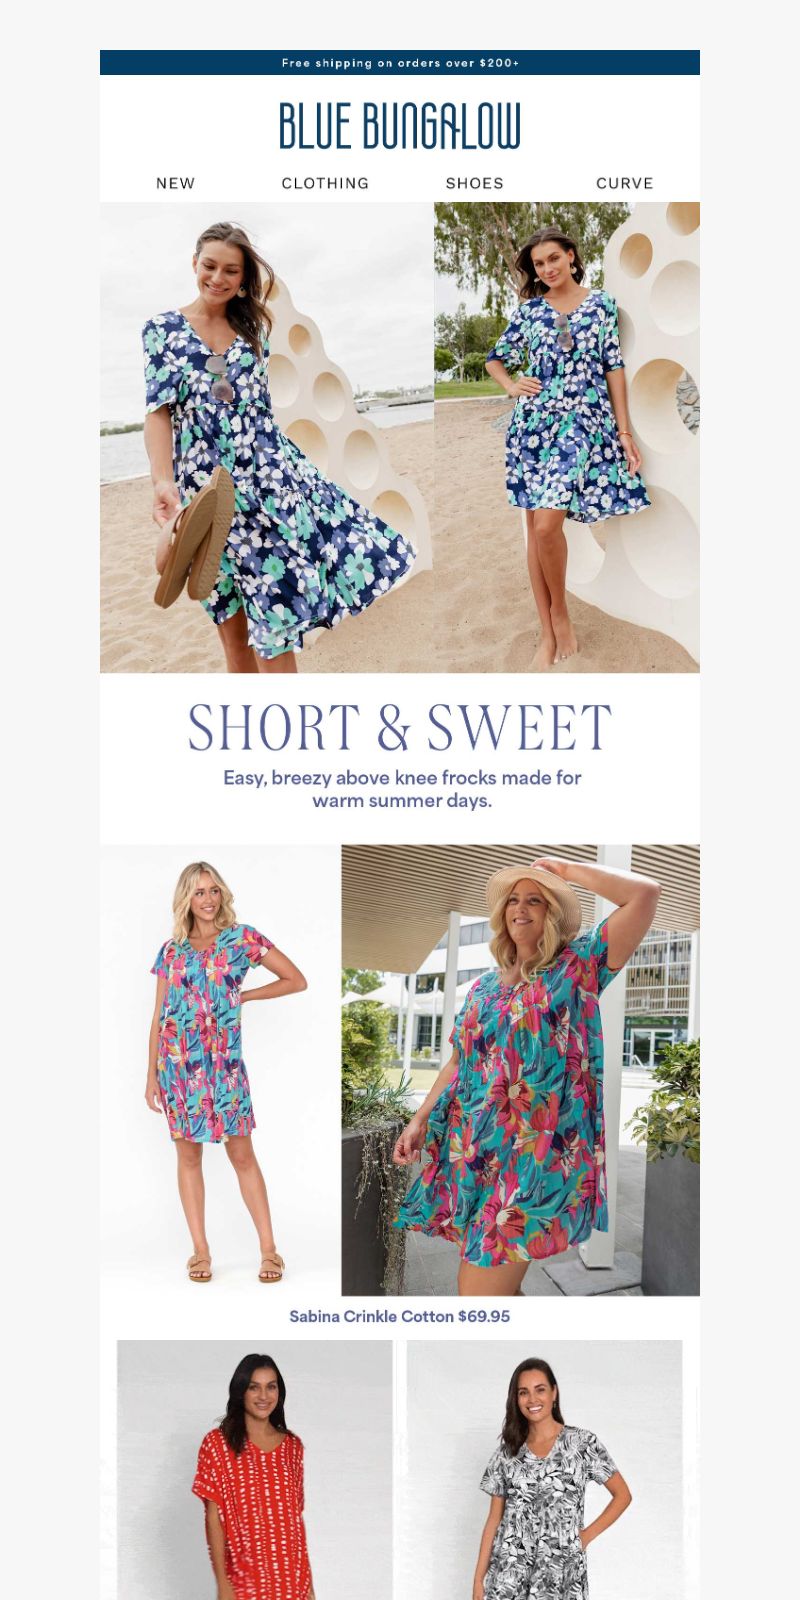 Free shipping on orders over $200+
BLUE BUNGALOW
NEW CLOTHING SHOES CURVE
SHORT & SWEET
Easy, breezy above knee frocks made for
warm summer days.
Sabina Crinkle Cotton $69.95